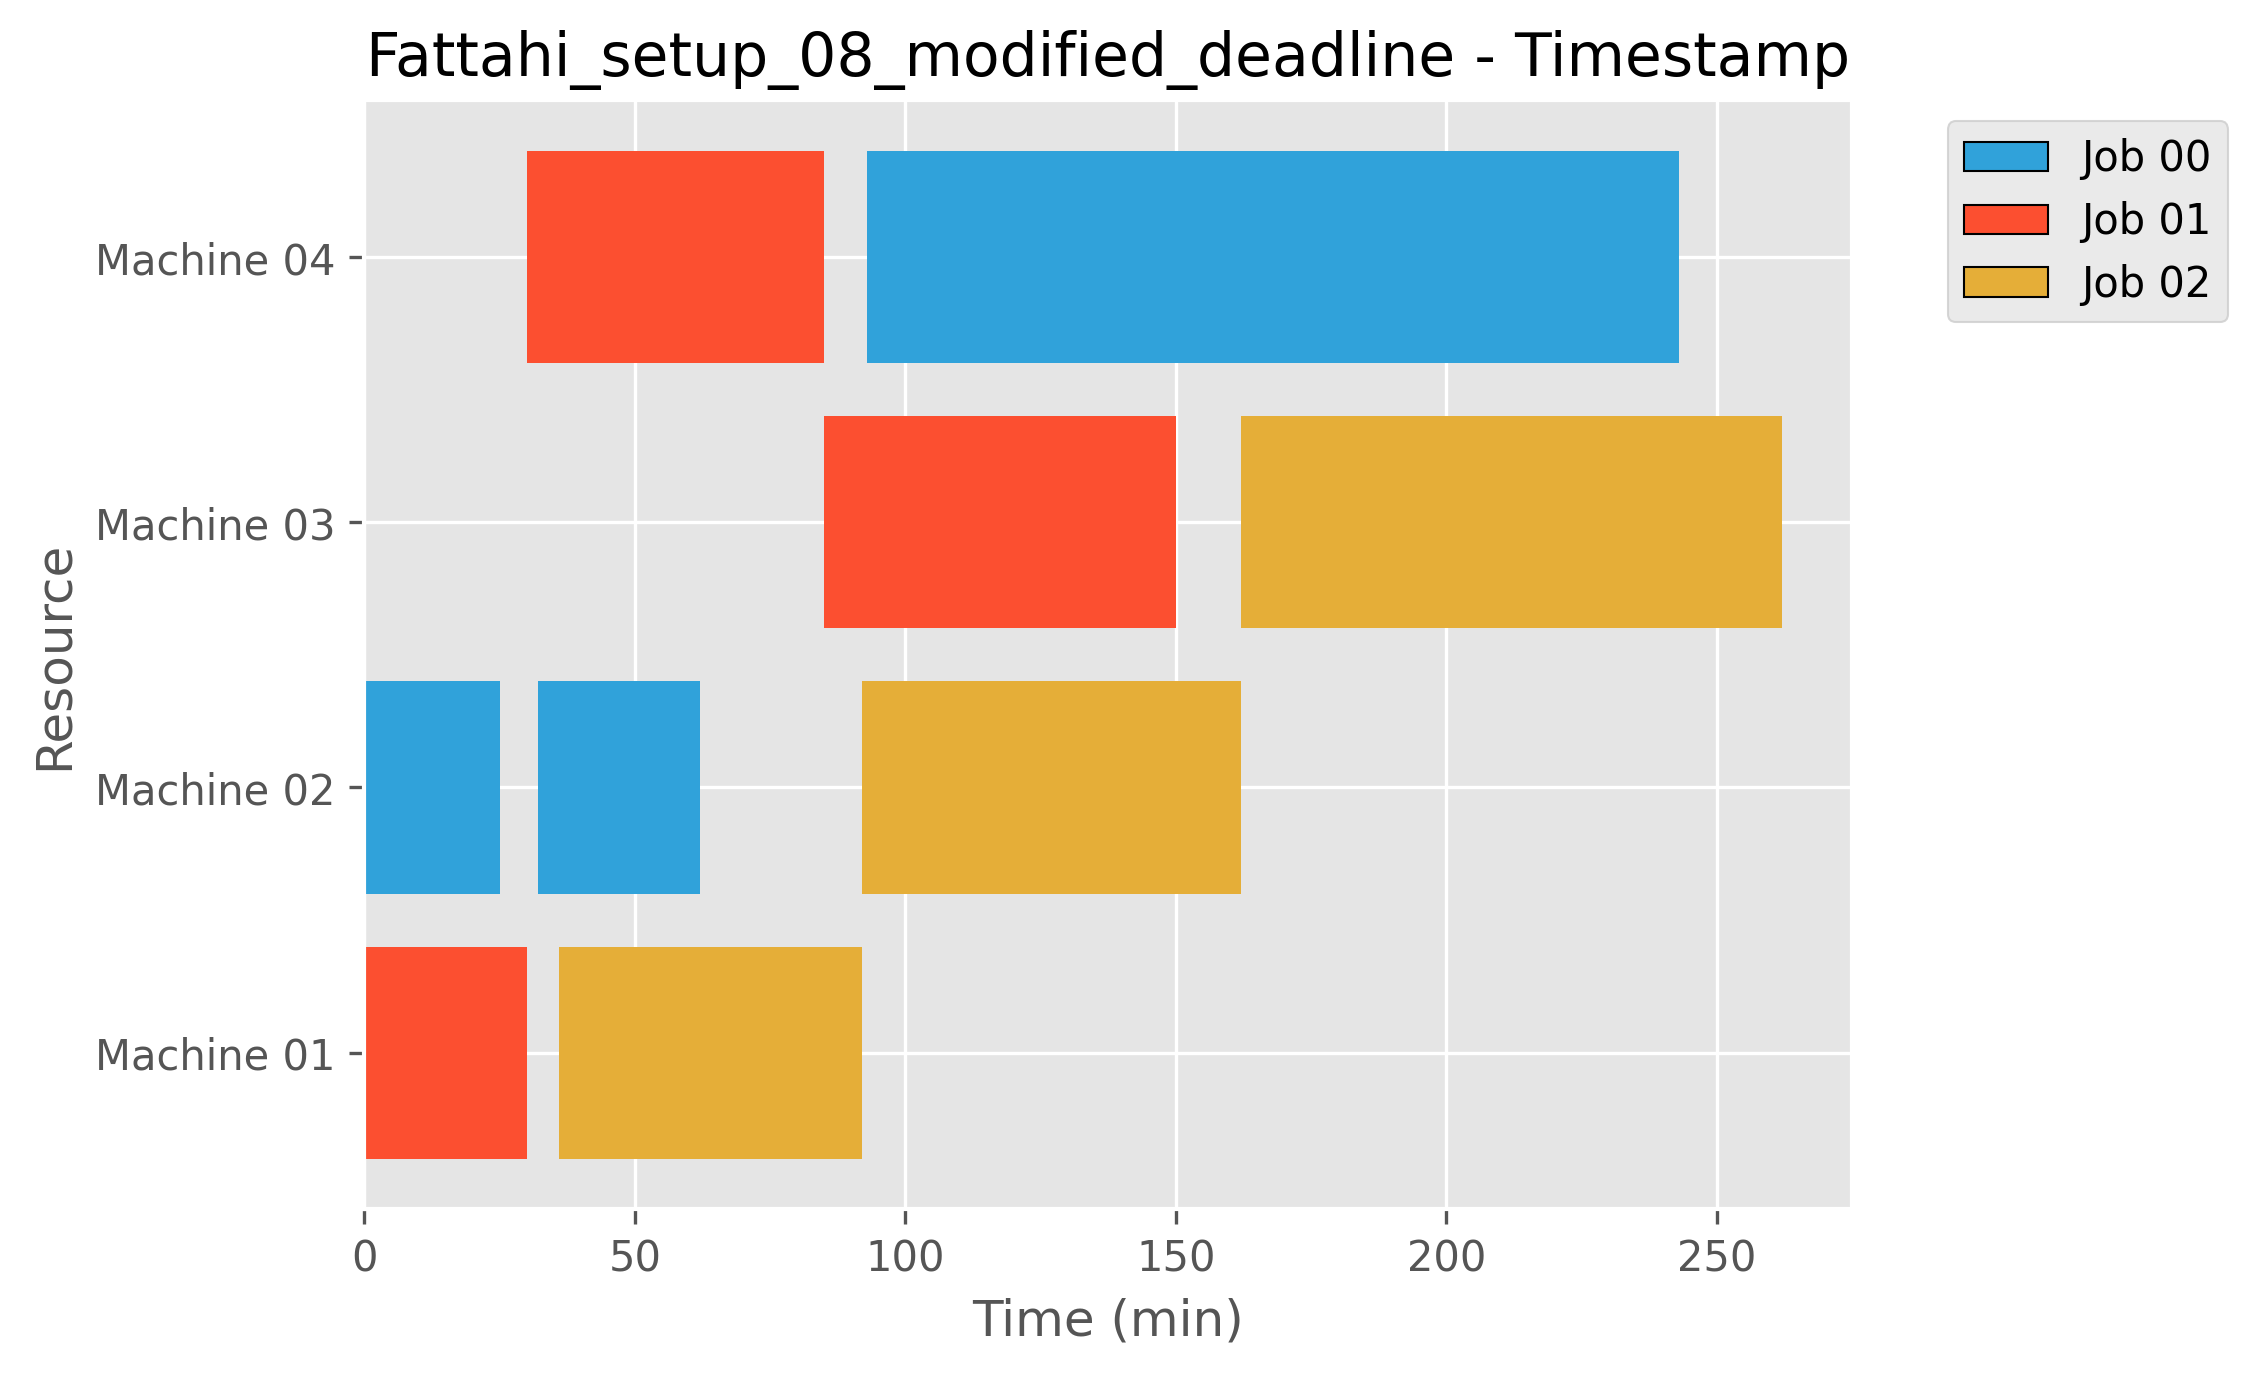 Fattahi_setup_08_modified_deadline - Timestamp
Job 00
Job 01
Job 02
Machine 04
Machine 03
Machine 02
Machine 01
Resource
0 50 100 150 200 250
Time (min)